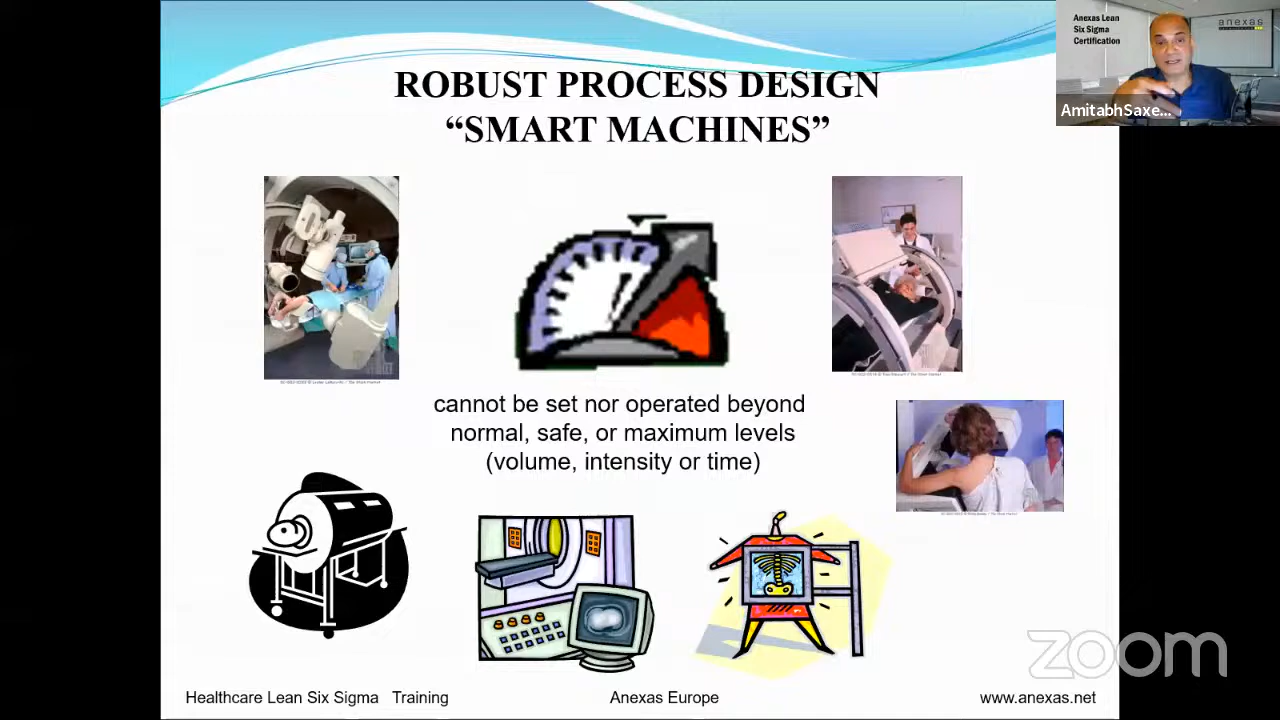 Anexas Lean
Six Sigma
Certification
anexas
AmitabhSaxe...
ROBUST PROCESS DESIGN
“SMART MACHINES”
cannot be set nor operated beyond
normal, safe, or maximum levels
(volume, intensity or time)
zoom
Healthcare Lean Six Sigma Training
Anexas Europe
www.anexas.net